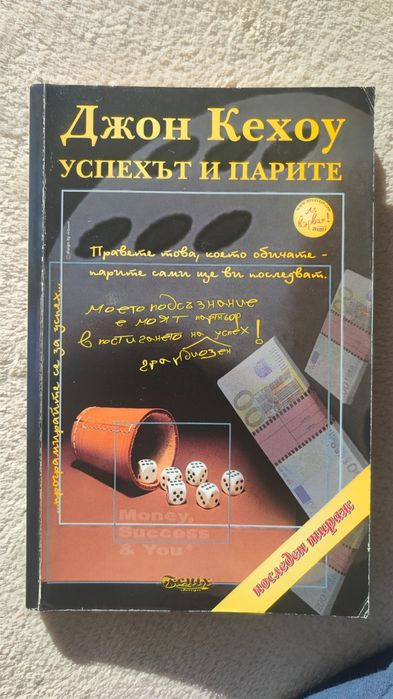 Джон Кехоу
УСПЕХЪТ И ПАРИТЕ
Правете това, което обичате -
парите сами ще ви последват.
моето подсъзнание
е моят партньор
в постигането на успех!
грандиозен
...програмирайте се за успех...
Money,
Success
& You
последен тираж